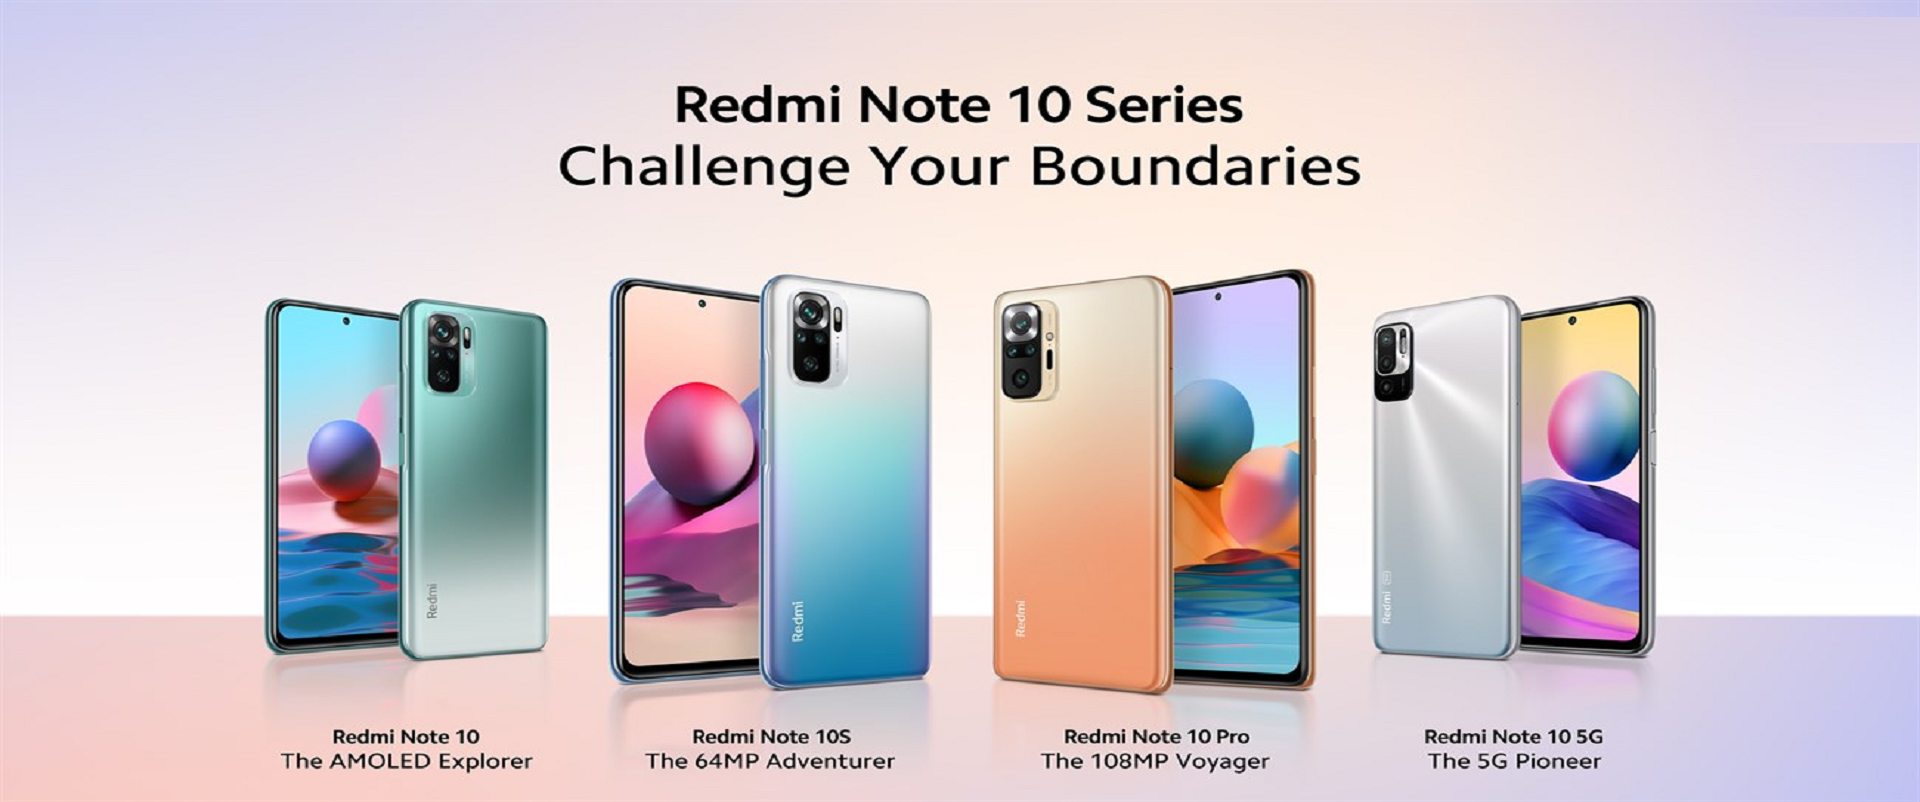 Redmi Note 10 Series
Challenge Your Boundaries
Redmi
Redmi
Redmi
Redmi
Redmi Note 10
The AMOLED Explorer
Redmi Note 10S
The 64MP Adventurer
Redmi Note 10 Pro
The 108MP Voyager
Redmi Note 10 5G
The 5G Pioneer